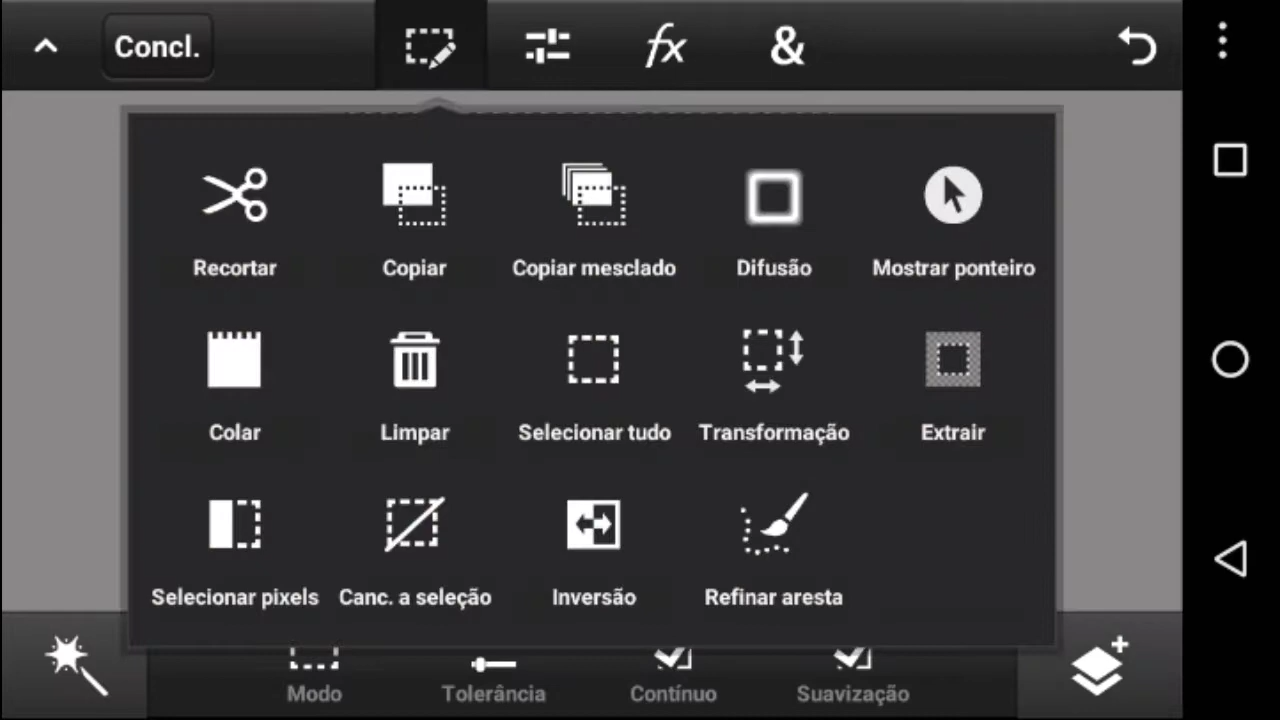 Concl.
fx
&
Recortar
Copiar
Copiar mesclado
Difusão
Mostrar ponteiro
Colar
Limpar
Selecionar tudo
Transformação
Extrair
Selecionar pixels
Canc. a seleção
Inversão
Refinar aresta
Modo
Tolerância
Contínuo
Suavização